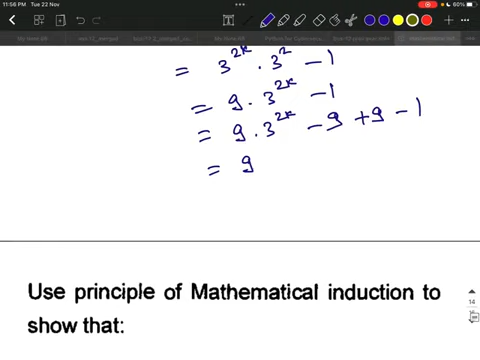 11:56 PM Tue 22 Nov
60%
= 3^{2k} · 3^2 − 1
= 9 · 3^{2k} − 1
= 9 · 3^{2k} − 9 + 9 − 1
= 9
Use principle of Mathematical induction to
show that:
14